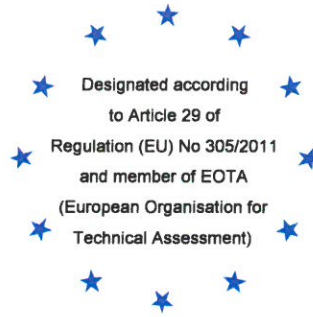 Designated according
to Article 29 of
Regulation (EU) No 305/2011
and member of EOTA
(European Organisation for
Technical Assessment)